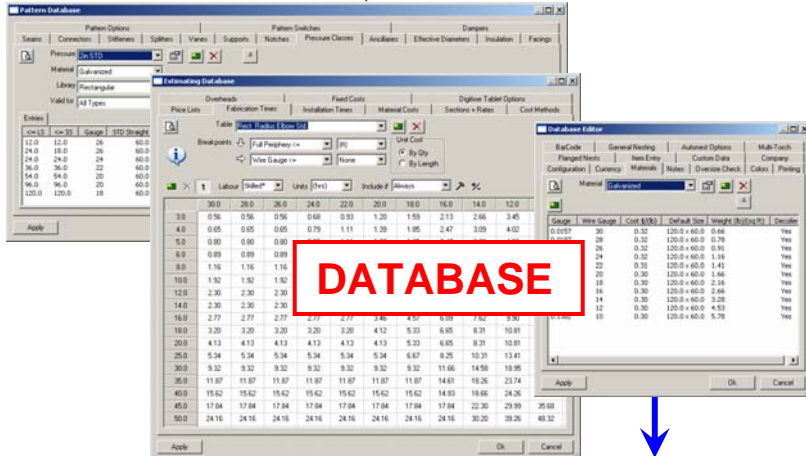 Pattern Database
Pattern Options Pattern Switches Dampers
Seams Connectors Stiffeners Splitters Vanes Supports Notches Pressure Classes Ancillaries Effective Diameters Insulation Facings
Pressure 2in STD
Material Galvanized
Library Rectangular
Valid for All Types
Entries
<= LS <= SS Gauge STD Straight
12.0 12.0 26 60.0
24.0 18.0 26 60.0
24.0 24.0 24 60.0
36.0 36.0 22 60.0
54.0 54.0 20 60.0
96.0 96.0 20 60.0
120.0 120.0 18 60.0
Apply
Estimating Database
Overheads Fixed Costs Digitiser Tablet Options
Price Lists Fabrication Times Installation Times Material Costs Sections + Rates Cost Methods
Table Rect. Radius Elbow Std.
Breakpoints Full Periphery <= (ft) Unit Cost
By Qty
Wire Gauge <= None By Length
1 Labour Skilled* Units (hrs) Include if Always
30.0 28.0 26.0 24.0 22.0 20.0 18.0 16.0 14.0 12.0
3.0 0.56 0.56 0.56 0.68 0.93 1.20 1.59 2.13 2.66 3.45
4.0 0.65 0.65 0.65 0.79 1.11 1.39 1.85 2.47 3.09 4.02
5.0 0.80 0.80 0.80
6.0 0.89 0.89 0.89
8.0 1.16 1.16 1.16
10.0 1.92 1.92 1.92
12.0 2.30 2.30 2.30
14.0 2.30 2.30 2.30
16.0 2.77 2.77 2.77 2.77 2.77 3.46 4.57 6.09 7.62 9.90
18.0 3.20 3.20 3.20 3.20 3.20 4.12 5.33 6.65 8.31 10.81
20.0 4.13 4.13 4.13 4.13 4.13 4.13 5.33 6.65 8.31 10.81
25.0 5.34 5.34 5.34 5.34 5.34 5.34 6.67 8.25 10.31 13.41
30.0 9.32 9.32 9.32 9.32 9.32 9.32 9.32 11.66 14.58 18.95
35.0 11.87 11.87 11.87 11.87 11.87 11.87 11.87 14.61 18.26 23.74
40.0 15.62 15.62 15.62 15.62 15.62 15.62 15.62 14.93 18.66 24.26
45.0 17.84 17.84 17.84 17.84 17.84 17.84 17.84 17.84 22.30 29.99 35.68
50.0 24.16 24.16 24.16 24.16 24.16 24.16 24.16 24.16 30.20 39.26 48.32
Apply Ok Cancel
DATABASE
Database Editor
BarCode General Nesting Autonest Options Multi-Torch
Flanged Nests Item Entry Custom Data Company
Configuration Currency Materials Notes Oversize Check Colors Printing
Material Galvanized
Gauge Wire Gauge Cost $/(lb) Default Size Weight (lb)/(sq ft) Decoiler
0.0157 30 0.32 120.0 x 60.0 0.66 Yes
28 0.32 120.0 x 60.0 0.78 Yes
26 0.32 120.0 x 60.0 0.91 Yes
24 0.32 120.0 x 60.0 1.16 Yes
22 0.31 120.0 x 60.0 1.41 Yes
20 0.30 120.0 x 60.0 1.66 Yes
18 0.30 120.0 x 60.0 2.16 Yes
16 0.30 120.0 x 60.0 2.66 Yes
14 0.30 120.0 x 60.0 3.28 Yes
12 0.30 120.0 x 60.0 4.53 Yes
10 0.30 120.0 x 60.0 5.78 Yes
Apply Ok Cancel